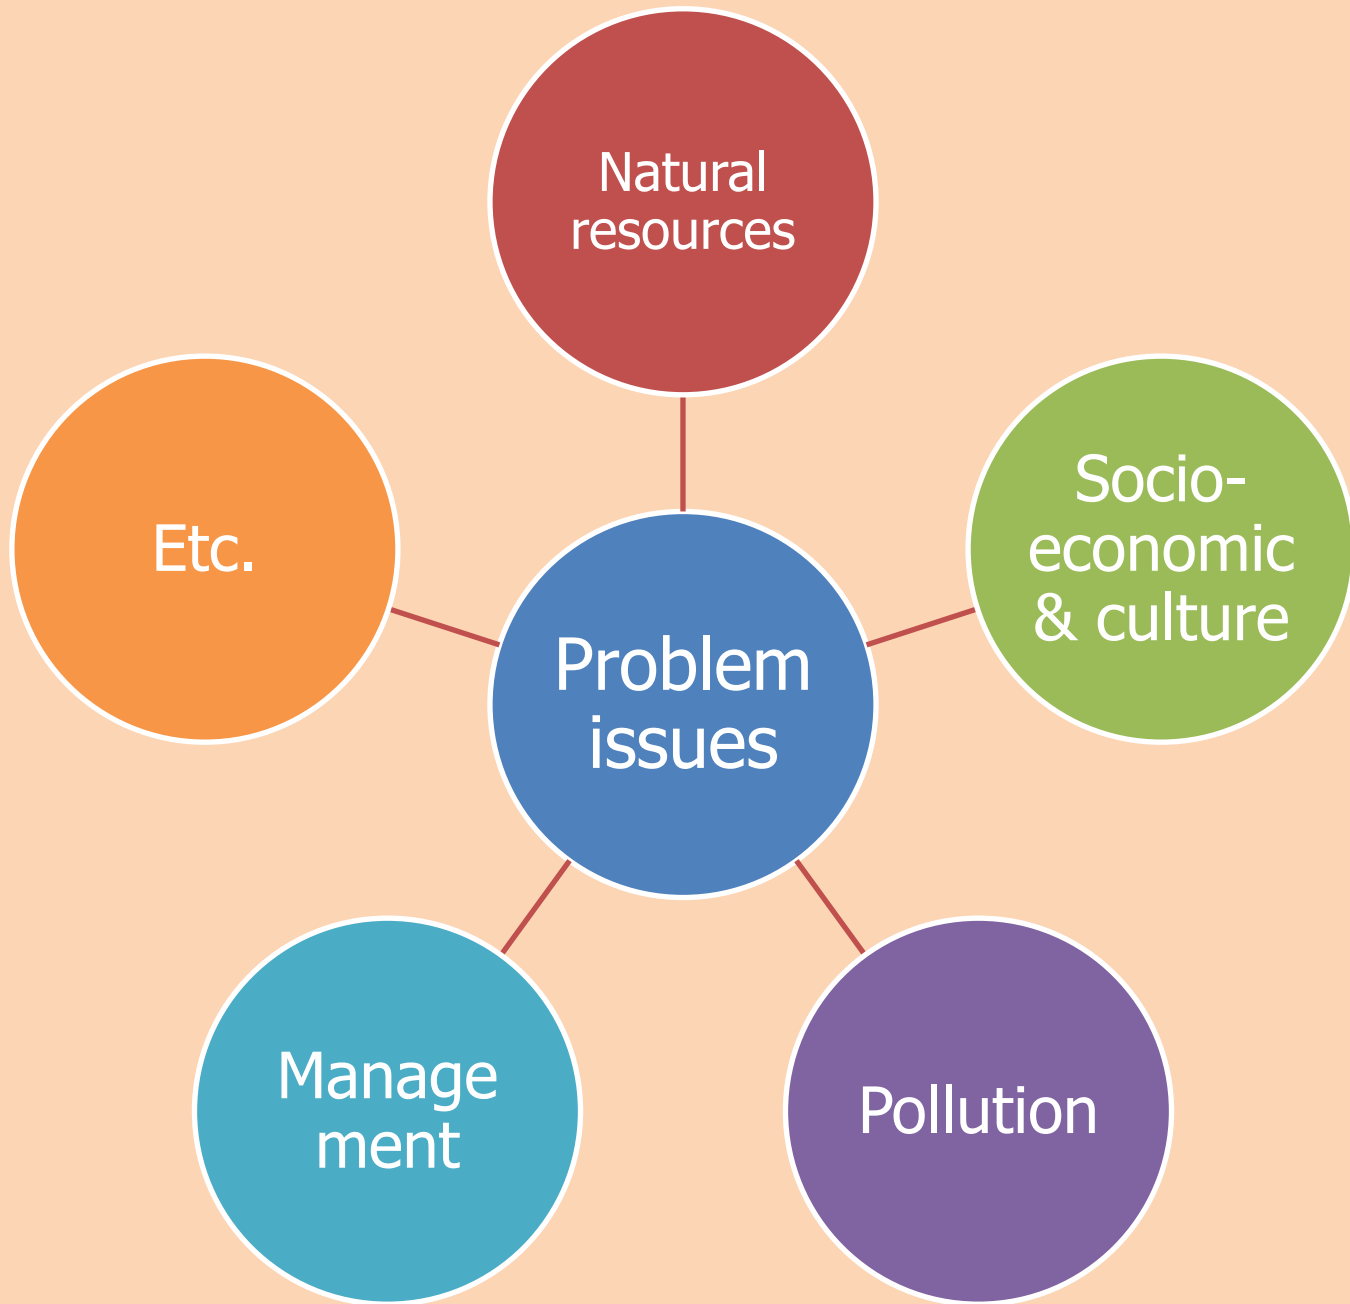 Natural
resources
Socio-
economic
& culture
Etc.
Problem
issues
Manage
ment
Pollution